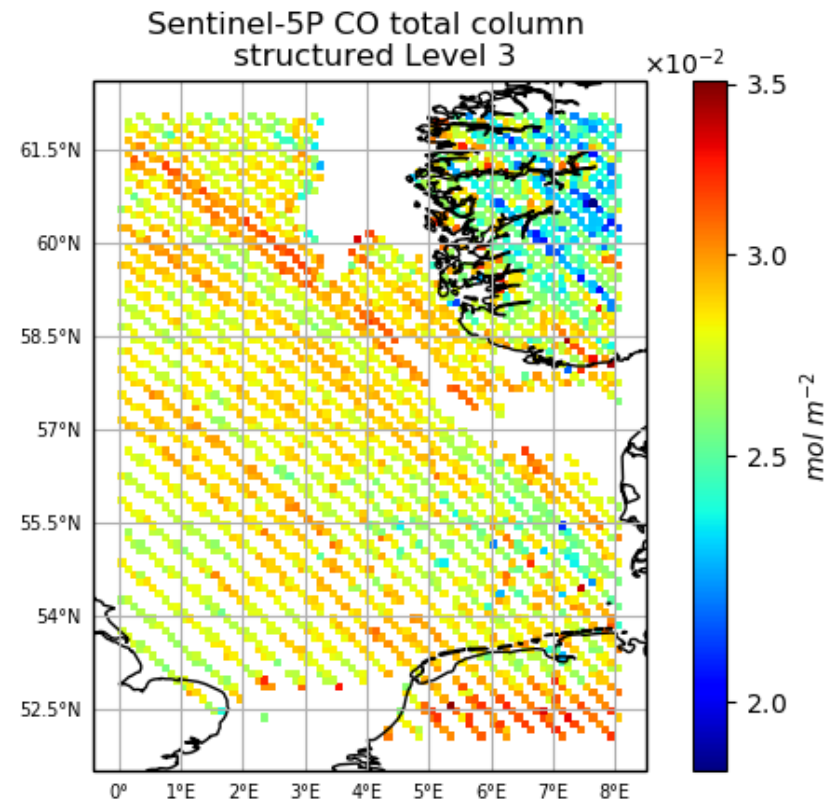 Sentinel-5P CO total column
structured Level 3
×10⁻²
3.5
3.0
2.5
2.0
mol m⁻²
61.5°N
60°N
58.5°N
57°N
55.5°N
54°N
52.5°N
0° 1°E 2°E 3°E 4°E 5°E 6°E 7°E 8°E